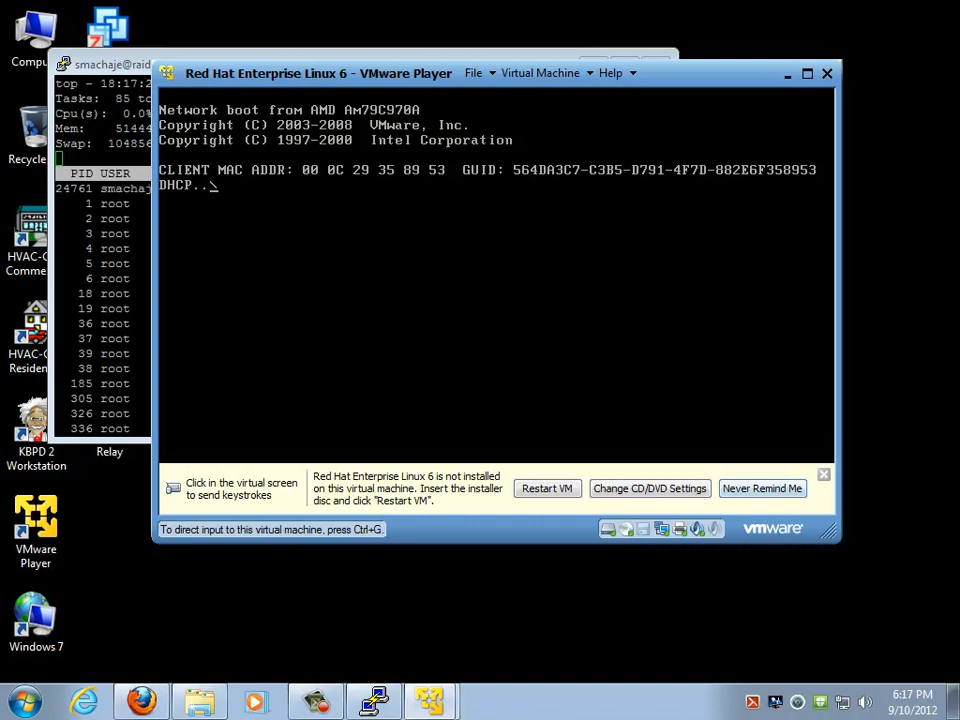 Compu
smachaje@raid
top - 18:17:2
Tasks: 85 to
Cpu(s): 0.0%
Mem: 51444
Swap: 104856
PID USER
24761 smachaj
1 root
2 root
3 root
4 root
5 root
6 root
18 root
19 root
36 root
37 root
39 root
38 root
185 root
305 root
326 root
336 root
Recycle
HVAC-C
Comme
HVAC-C
Residen
KBPD 2
Workstation
Relay
VMware
Player
Windows 7
Red Hat Enterprise Linux 6 - VMware Player File Virtual Machine Help
Network boot from AMD Am79C970A
Copyright (C) 2003-2008 VMware, Inc.
Copyright (C) 1997-2000 Intel Corporation
CLIENT MAC ADDR: 00 0C 29 35 89 53 GUID: 564DA3C7-C3B5-D791-4F7D-882E6F358953
DHCP..\
Click in the virtual screen
to send keystrokes
Red Hat Enterprise Linux 6 is not installed
on this virtual machine. Insert the installer
disc and click "Restart VM".
Restart VM
Change CD/DVD Settings
Never Remind Me
To direct input to this virtual machine, press Ctrl+G.
vmware
6:17 PM
9/10/2012